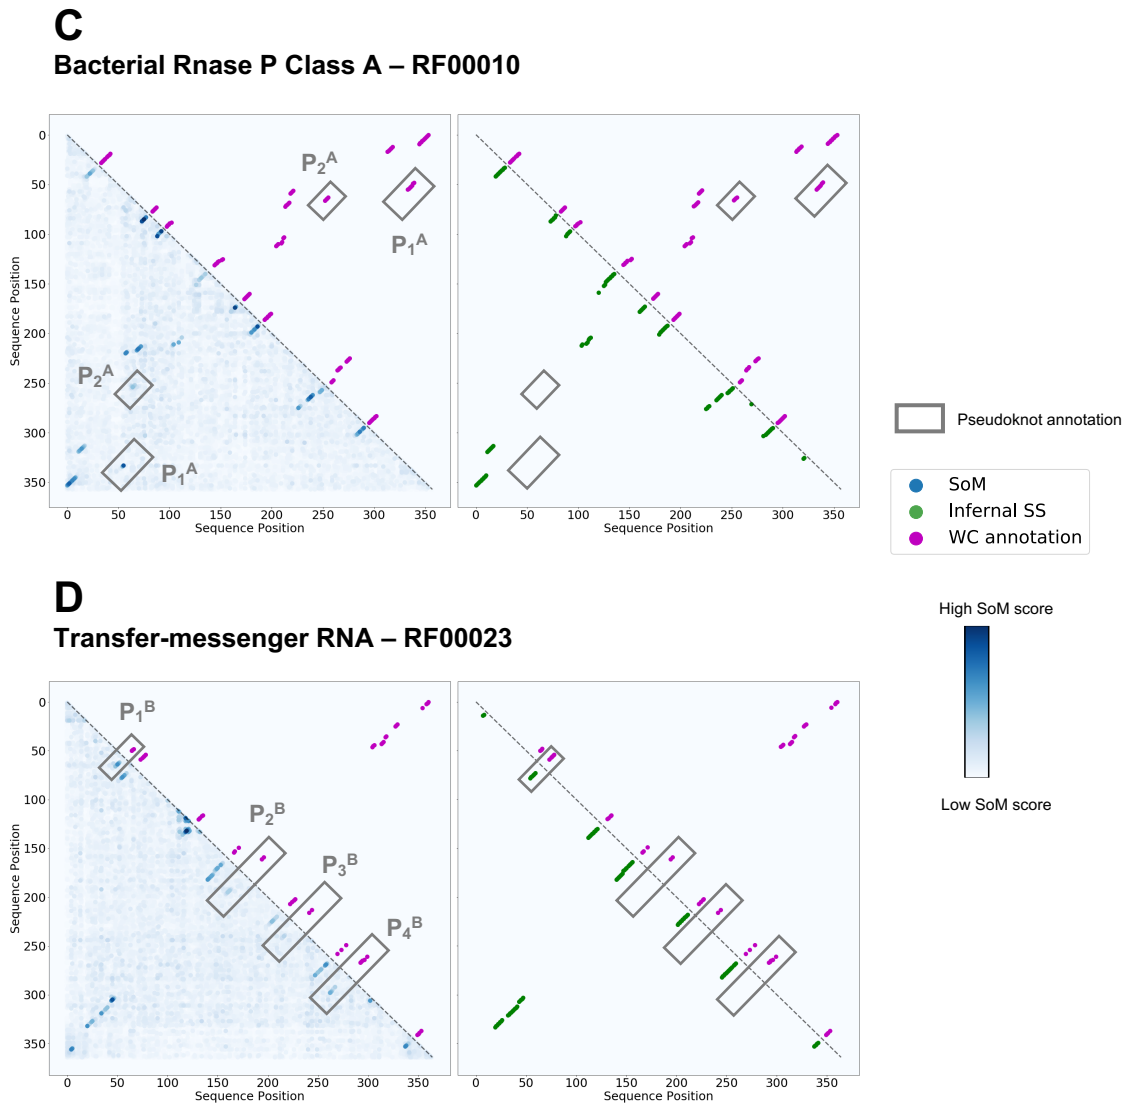 C
Bacterial Rnase P Class A – RF00010
0
50
100
150
200
250
300
350
Sequence Position
P2A
P1A
P2A
P1A
0 50 100 150 200 250 300 350
Sequence Position
0 50 100 150 200 250 300 350
Sequence Position
Pseudoknot annotation
SoM
Infernal SS
WC annotation
D
Transfer-messenger RNA – RF00023
High SoM score
Low SoM score
0
50
100
150
200
250
300
350
Sequence Position
P1B
P2B
P3B
P4B
0 50 100 150 200 250 300 350
Sequence Position
0 50 100 150 200 250 300 350
Sequence Position